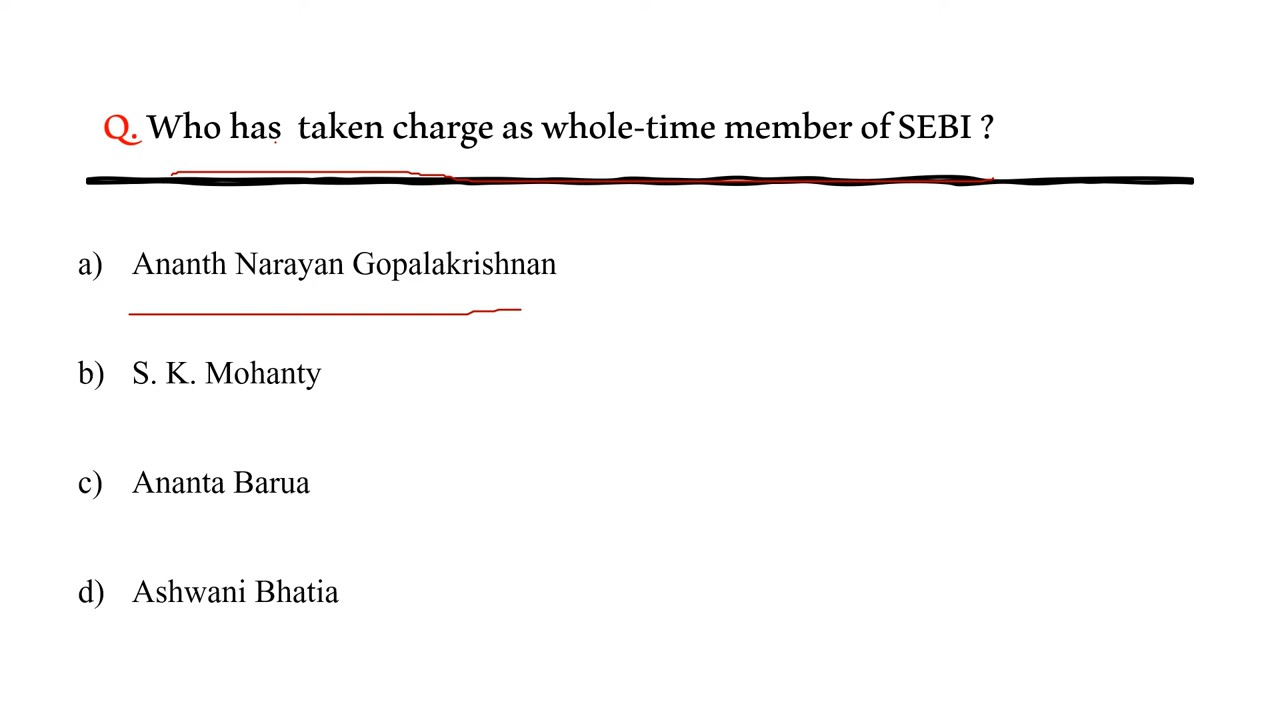 Q. Who has taken charge as whole-time member of SEBI ?
a) Ananth Narayan Gopalakrishnan
b) S. K. Mohanty
c) Ananta Barua
d) Ashwani Bhatia